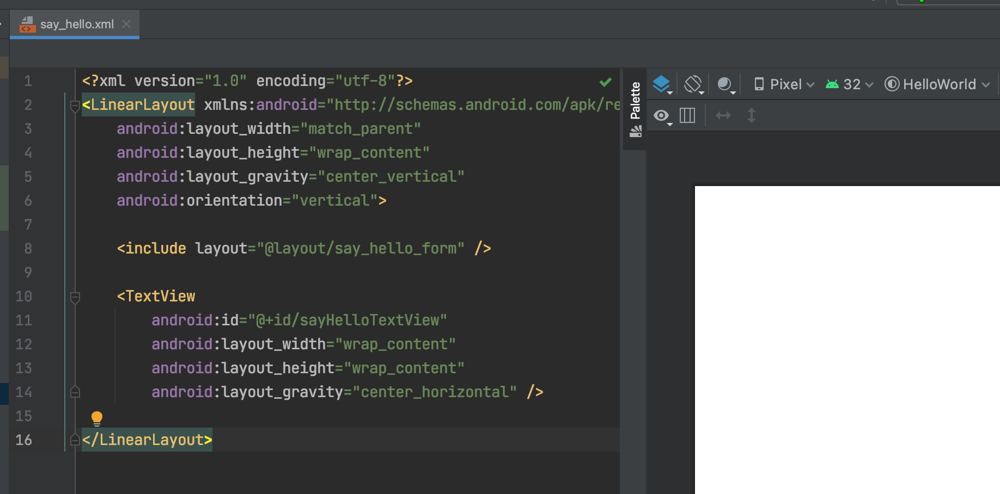 say_hello.xml
Palette
Pixel
32
HelloWorld
1 <?xml version="1.0" encoding="utf-8"?>
2 <LinearLayout xmlns:android="http://schemas.android.com/apk/re
3 android:layout_width="match_parent"
4 android:layout_height="wrap_content"
5 android:layout_gravity="center_vertical"
6 android:orientation="vertical">
7
8 <include layout="@layout/say_hello_form" />
9
10 <TextView
11 android:id="@+id/sayHelloTextView"
12 android:layout_width="wrap_content"
13 android:layout_height="wrap_content"
14 android:layout_gravity="center_horizontal" />
15
16 </LinearLayout>